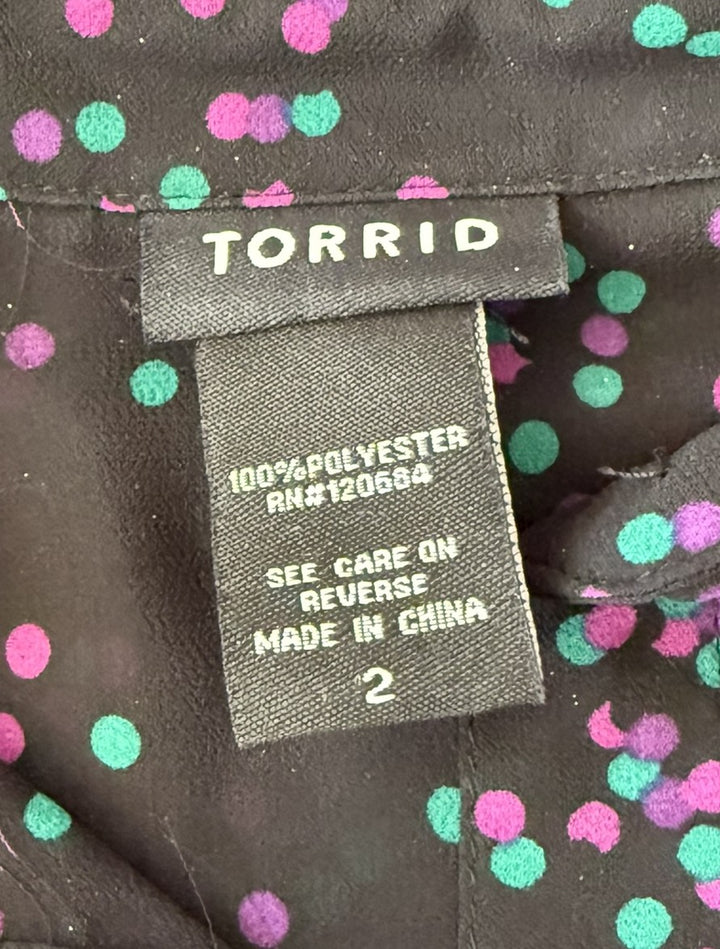 TORRID
100%POLYESTER
RN#120684
SEE CARE ON
REVERSE
MADE IN CHINA
2